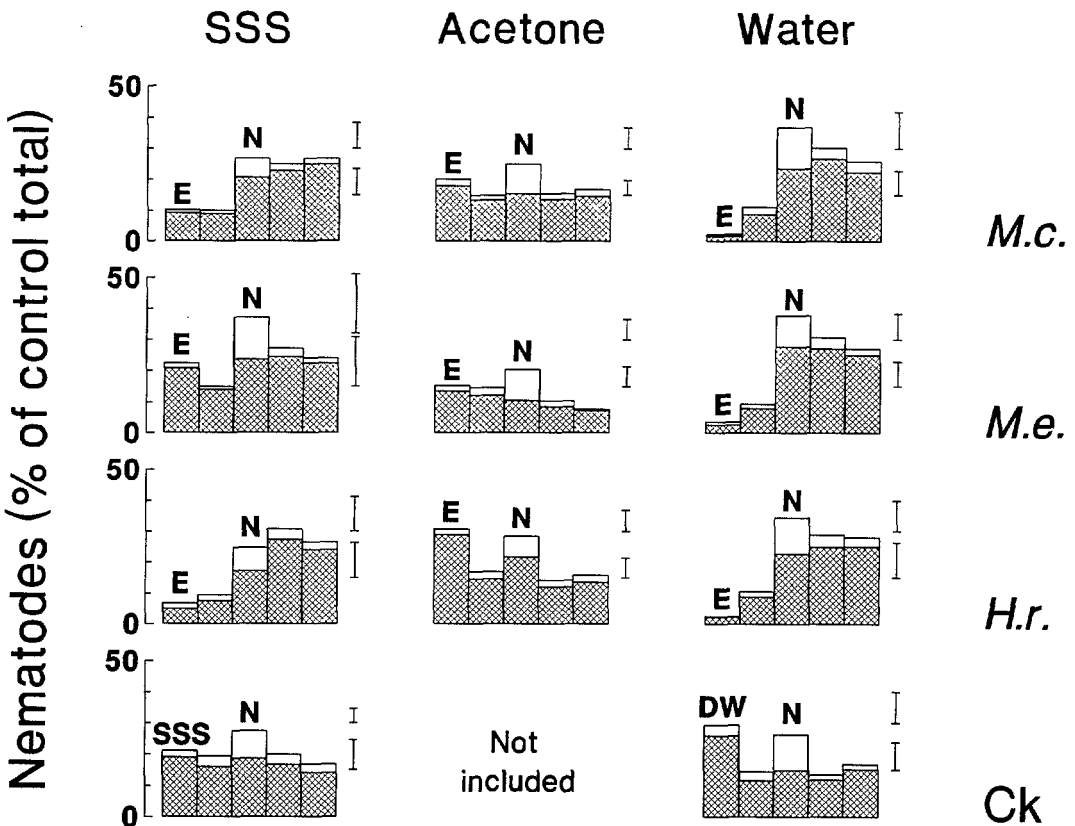 SSS Acetone Water
Nematodes (% of control total)
50
0
E N
E N
E N
M.c.
50
0
E N
E N
E N
M.e.
50
0
E N
E N
E N
H.r.
50
0
SSS N
Not
included
DW N
Ck